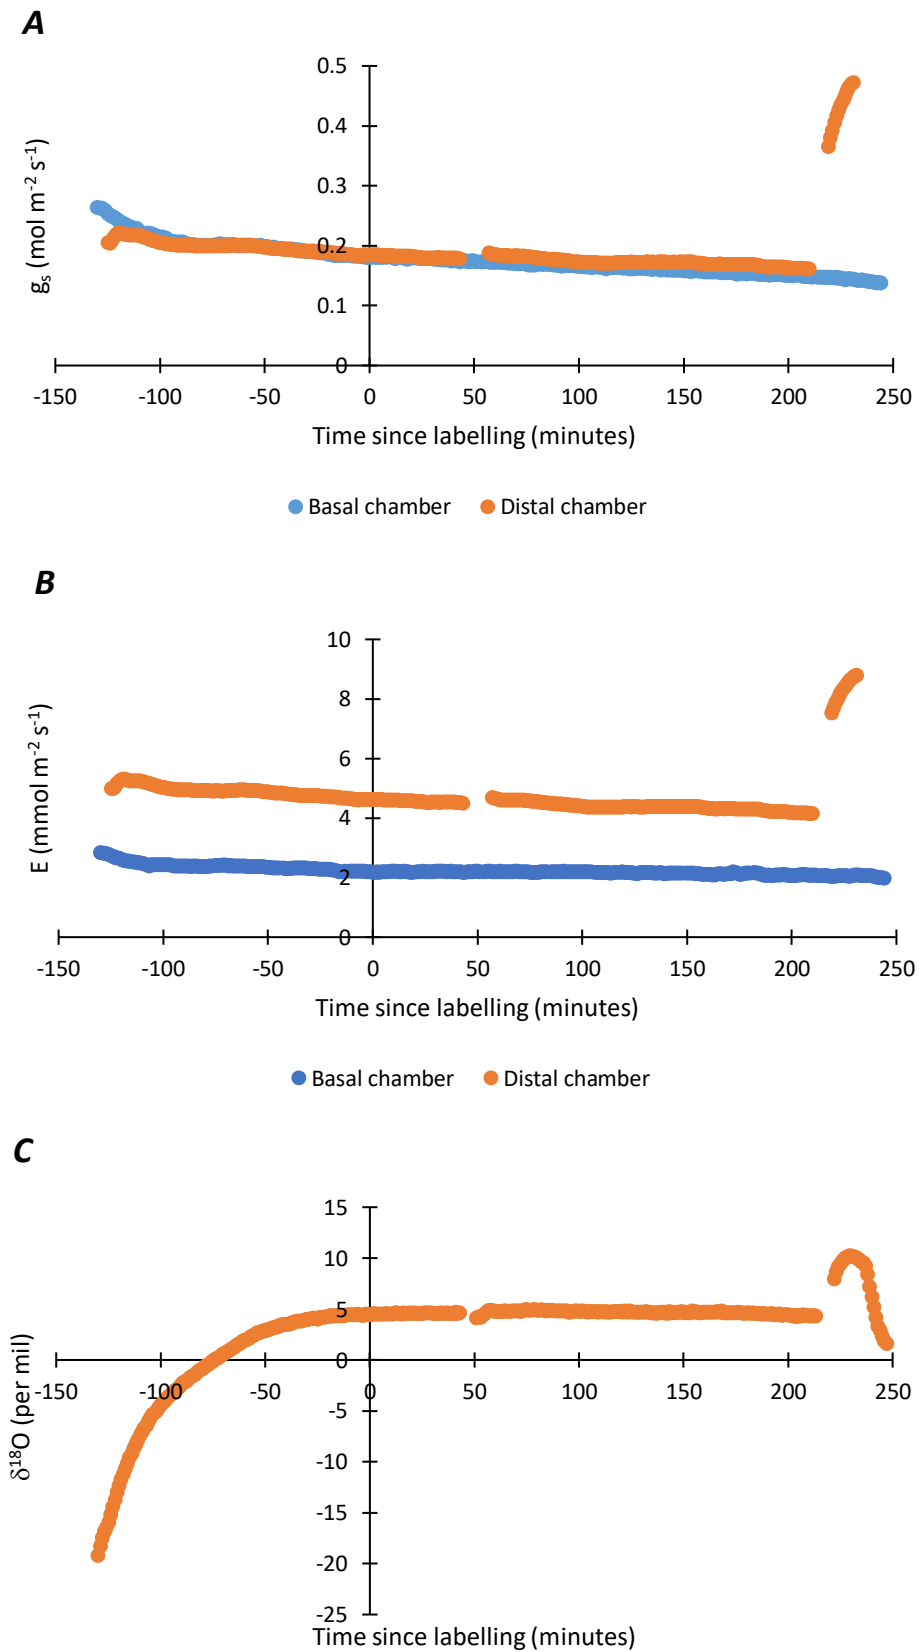 A
0.5
0.4
0.3
0.2
0.1
0
gs (mol m-2 s-1)
-150 -100 -50 0 50 100 150 200 250
Time since labelling (minutes)
Basal chamber Distal chamber
B
10
8
6
4
2
0
E (mmol m-2 s-1)
-150 -100 -50 0 50 100 150 200 250
Time since labelling (minutes)
Basal chamber Distal chamber
C
15
10
5
0
-150 -100 -50 0 50 100 150 200 250
-5
-10
-15
-20
-25
δ18O (per mil)
Time since labelling (minutes)